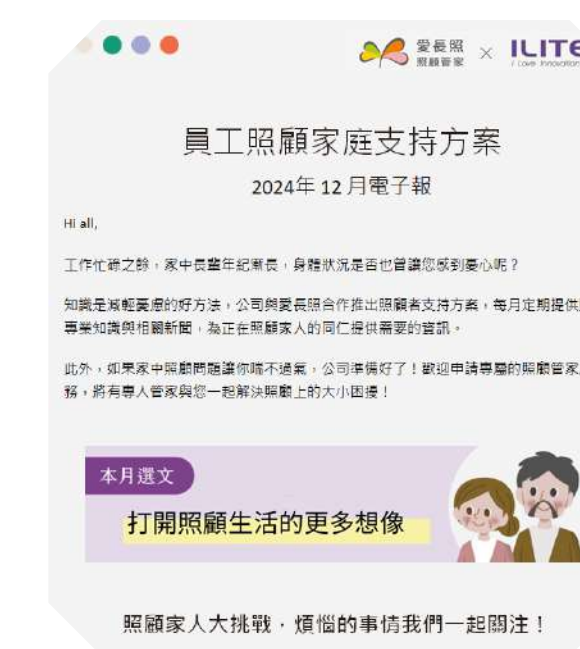 愛長照
照顧管家
×
ILITE
I Love Innovation
員工照顧家庭支持方案
2024年 12 月電子報
Hi all,
工作忙碌之餘，家中長輩年紀漸長，身體狀況是否也曾讓您感到憂心呢？
知識是減輕憂慮的好方法，公司與愛長照合作推出照顧者支持方案，每月定期提供
專業知識與相關新聞，為正在照顧家人的同仁提供需要的資訊。
此外，如果家中照顧問題讓你喘不過氣，公司準備好了！歡迎申請專屬的照顧管家
務，將有專人管家與您一起解決照顧上的大小困擾！
本月選文
打開照顧生活的更多想像
照顧家人大挑戰，煩惱的事情我們一起關注！